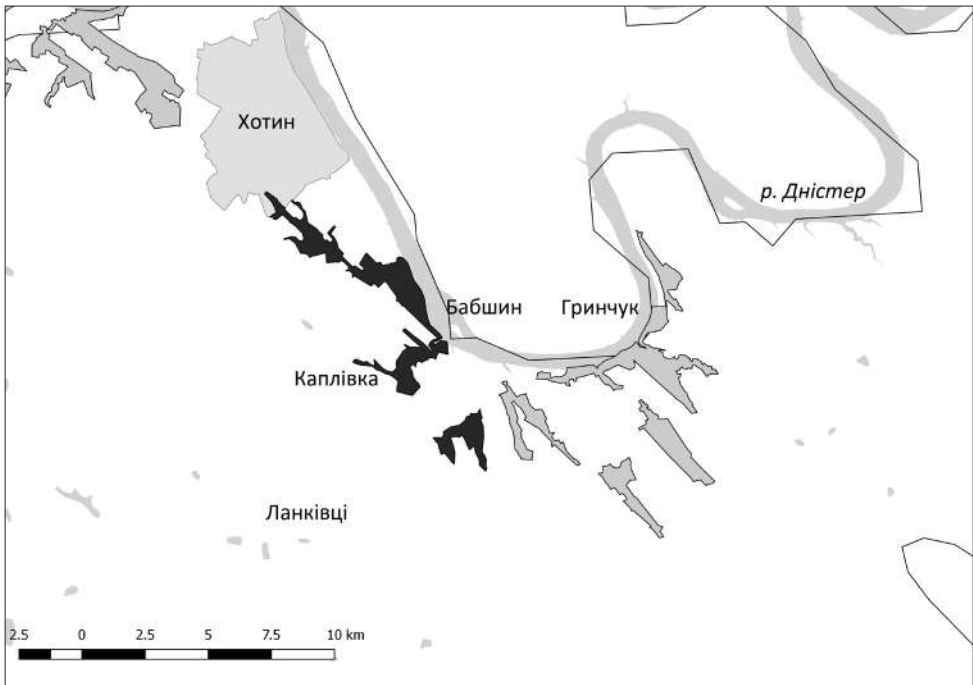 Хотин
р. Дністер
Бабшин
Гринчук
Каплівка
Ланківці
2.5 0 2.5 5 7.5 10 km